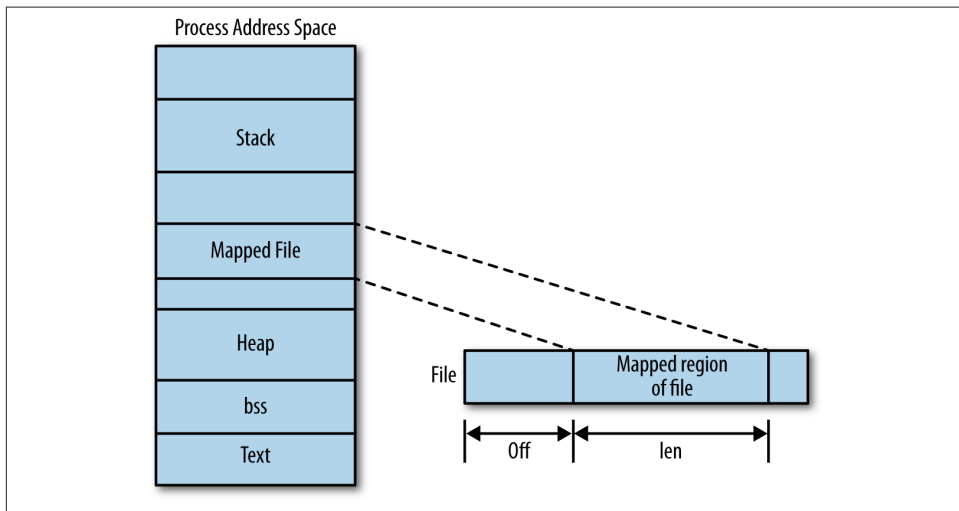 Process Address Space
Stack
Mapped File
Heap
bss
Text
File
Mapped region
of file
Off
len